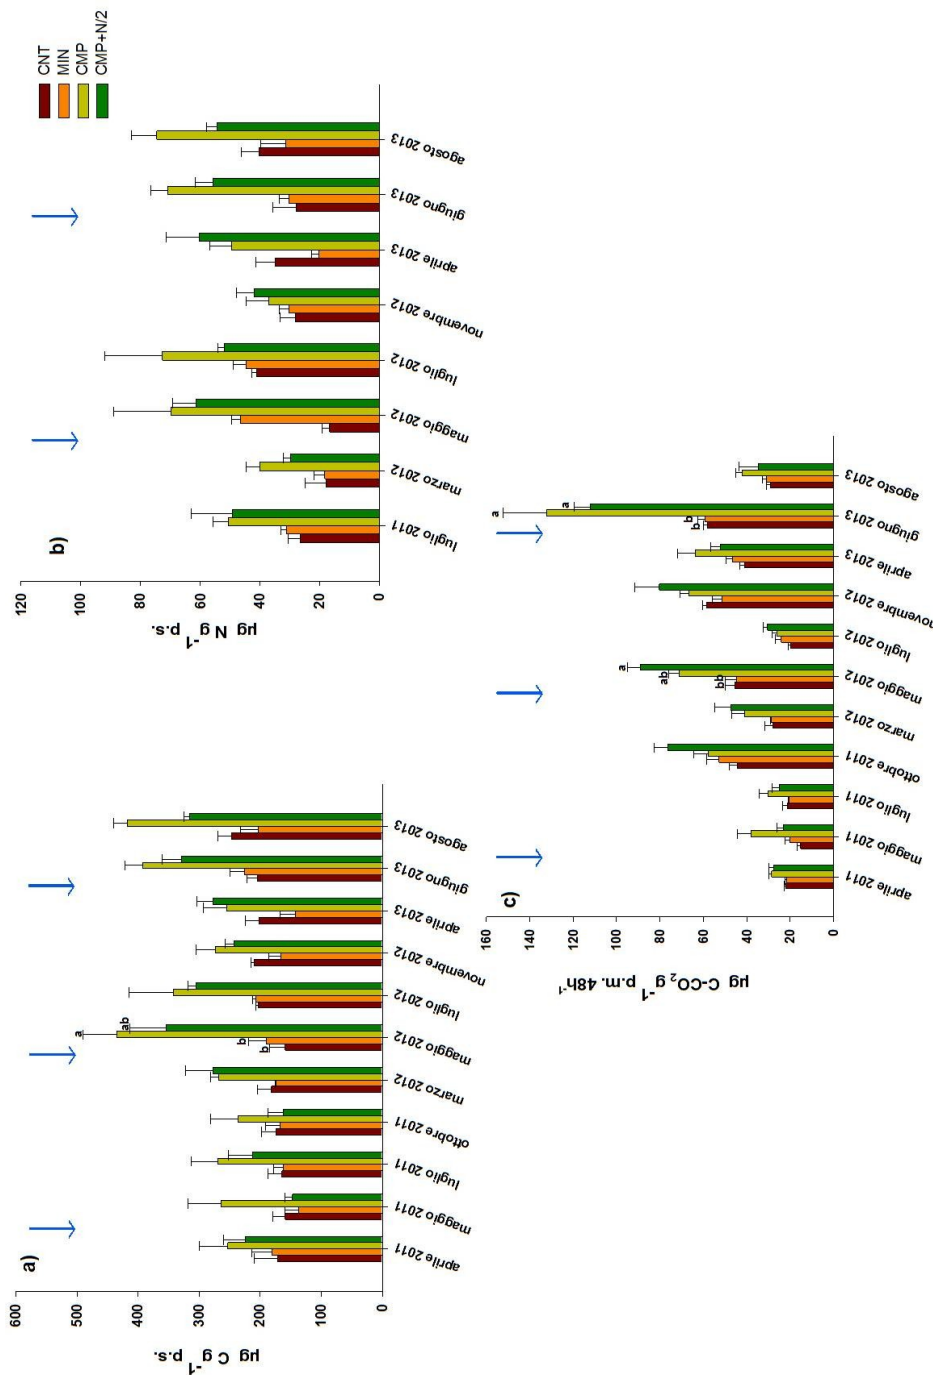 a)
600
500
400
300
200
100
0
µg C g⁻¹ p.s.
aprile 2011
maggio 2011
luglio 2011
ottobre 2011
marzo 2012
b
b
a
ab
maggio 2012
luglio 2012
novembre 2012
aprile 2013
giugno 2013
agosto 2013
b)
120
100
80
60
40
20
0
µg N g⁻¹ p.s.
luglio 2011
marzo 2012
maggio 2012
luglio 2012
novembre 2012
aprile 2013
giugno 2013
agosto 2013
CNT
MIN
CMP
CMP+N/2
c)
160
140
120
100
80
60
40
20
0
µg C-CO₂ g⁻¹ p.m. 48h⁻¹
aprile 2011
maggio 2011
luglio 2011
ottobre 2011
marzo 2012
bb
ab
a
maggio 2012
luglio 2012
novembre 2012
aprile 2013
b
b
a
a
giugno 2013
agosto 2013